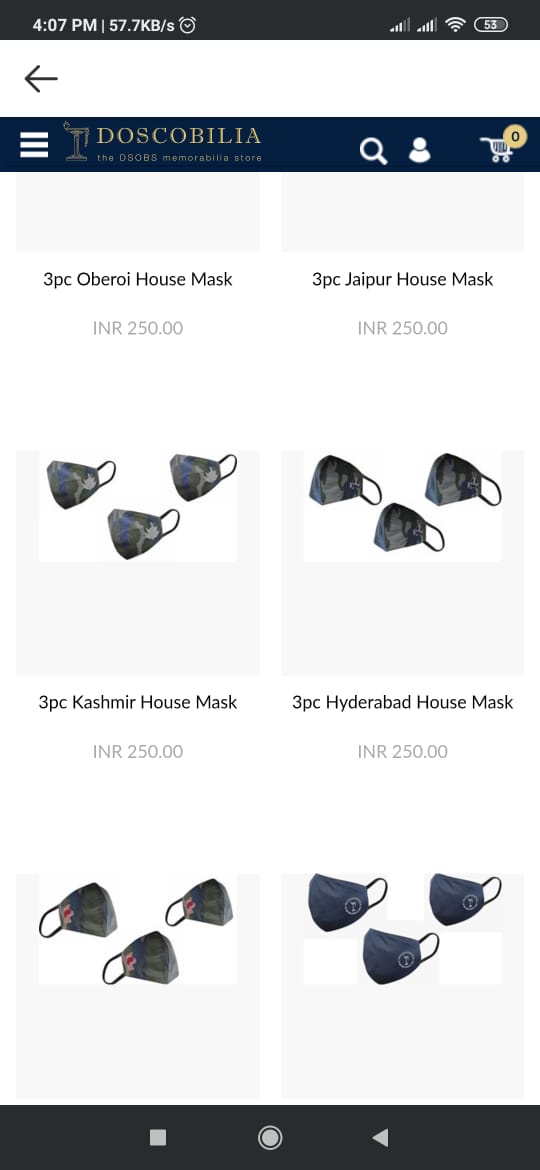 4:07 PM | 57.7KB/s
53
DOSCOBILIA
0
the DSOBS memorabilia store
3pc Oberoi House Mask
3pc Jaipur House Mask
INR 250.00
INR 250.00
3pc Kashmir House Mask
3pc Hyderabad House Mask
INR 250.00
INR 250.00